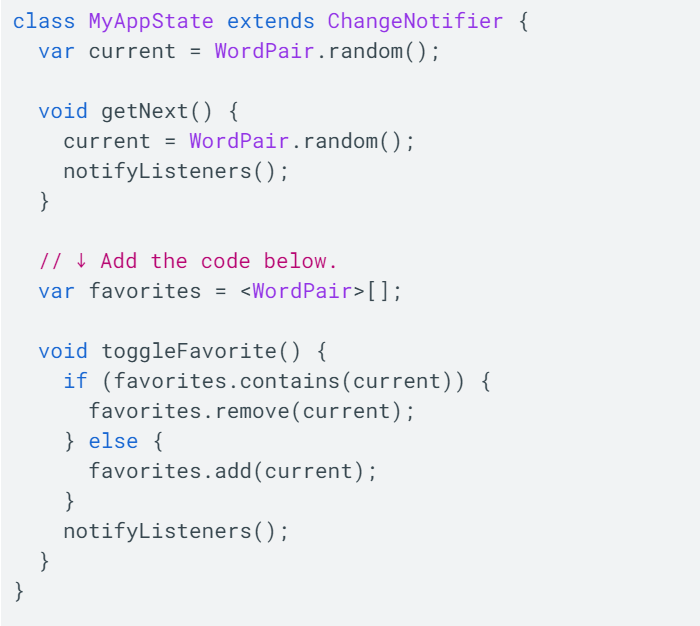 class MyAppState extends ChangeNotifier {
  var current = WordPair.random();

  void getNext() {
    current = WordPair.random();
    notifyListeners();
  }

  // ↓ Add the code below.
  var favorites = <WordPair>[];

  void toggleFavorite() {
    if (favorites.contains(current)) {
      favorites.remove(current);
    } else {
      favorites.add(current);
    }
    notifyListeners();
  }
}